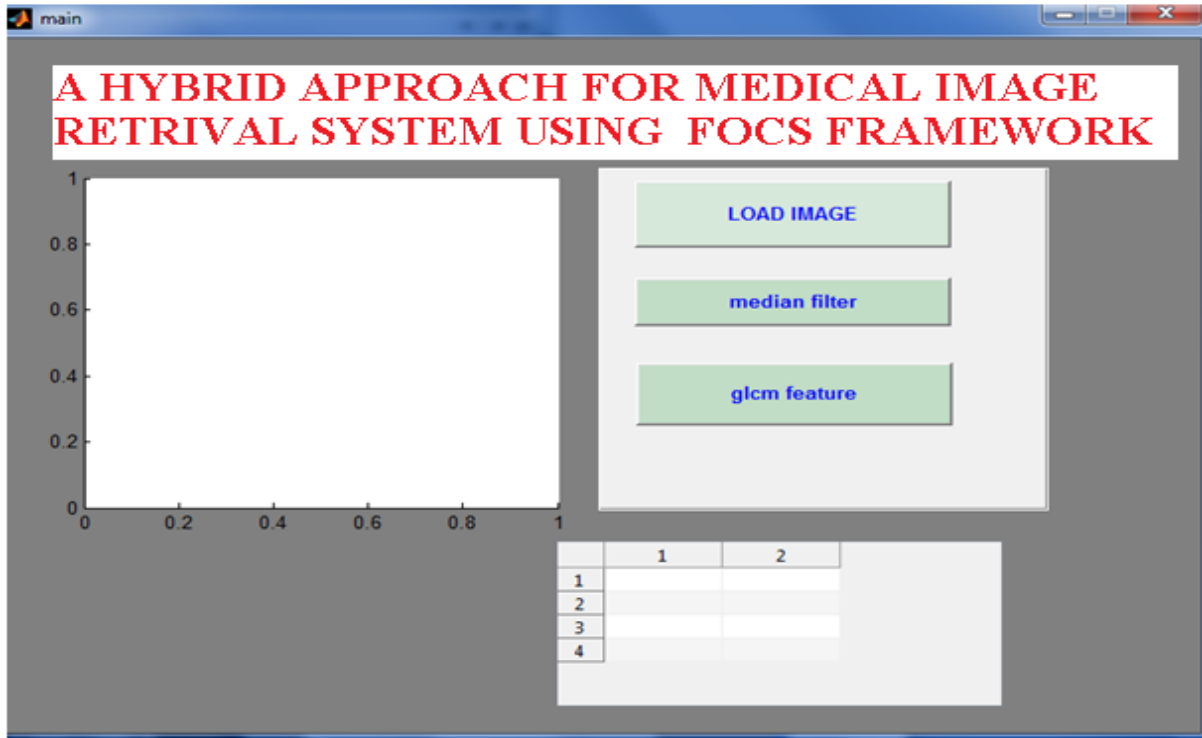 main
A HYBRID APPROACH FOR MEDICAL IMAGE
RETRIVAL SYSTEM USING FOCS FRAMEWORK
1
0.8
0.6
0.4
0.2
0
0 0.2 0.4 0.6 0.8 1
LOAD IMAGE
median filter
glcm feature
1 2
1
2
3
4